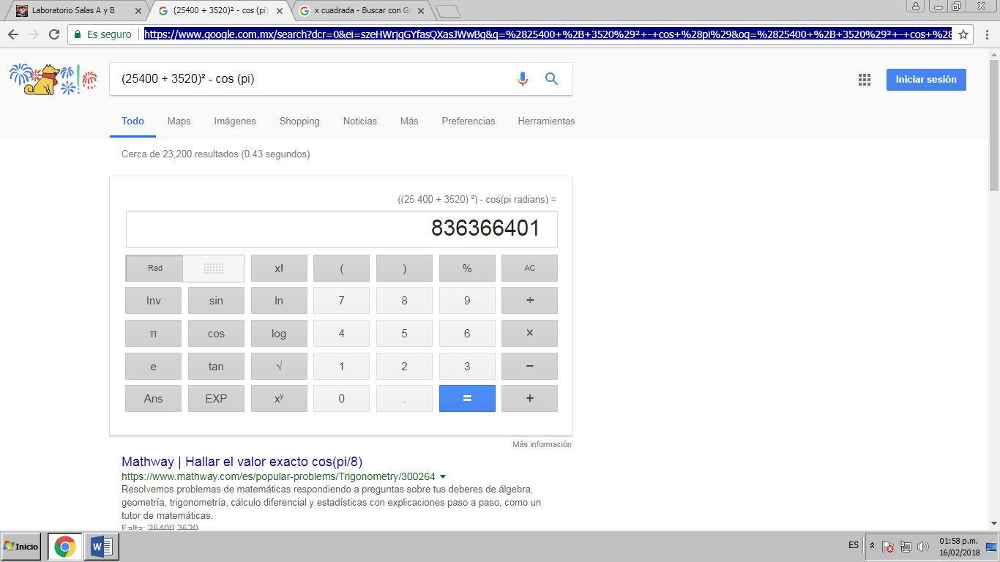 Laboratorio Salas A y B
(25400 + 3520)² - cos (pi)
x cuadrada - Buscar con Go
Es seguro
https://www.google.com.mx/search?dcr=0&ei=szeHWrjqGYfasQXasJWwBg&q=%2825400+%2B+3520%29²+-+cos+%28pi%29&oq=%2825400+%2B+3520%29²+-+cos+%28
(25400 + 3520)² - cos (pi)
Iniciar sesión
Todo Maps Imágenes Shopping Noticias Más Preferencias Herramientas
Cerca de 23,200 resultados (0.43 segundos)
((25 400 + 3520) ²) - cos(pi radians) =
836366401
Rad x! ( ) % AC
Inv sin ln 7 8 9 ÷
π cos log 4 5 6 ×
e tan √ 1 2 3 −
Ans EXP xʸ 0 . = +
Más información
Mathway | Hallar el valor exacto cos(pi/8)
https://www.mathway.com/es/popular-problems/Trigonometry/300264
Resolvemos problemas de matemáticas respondiendo a preguntas sobre tus deberes de álgebra,
geometría, trigonometría, cálculo diferencial y estadísticas con explicaciones paso a paso, como un
tutor de matemáticas.
Falta: 25400 3520
Inicio
ES
01:58 p.m.
16/02/2018